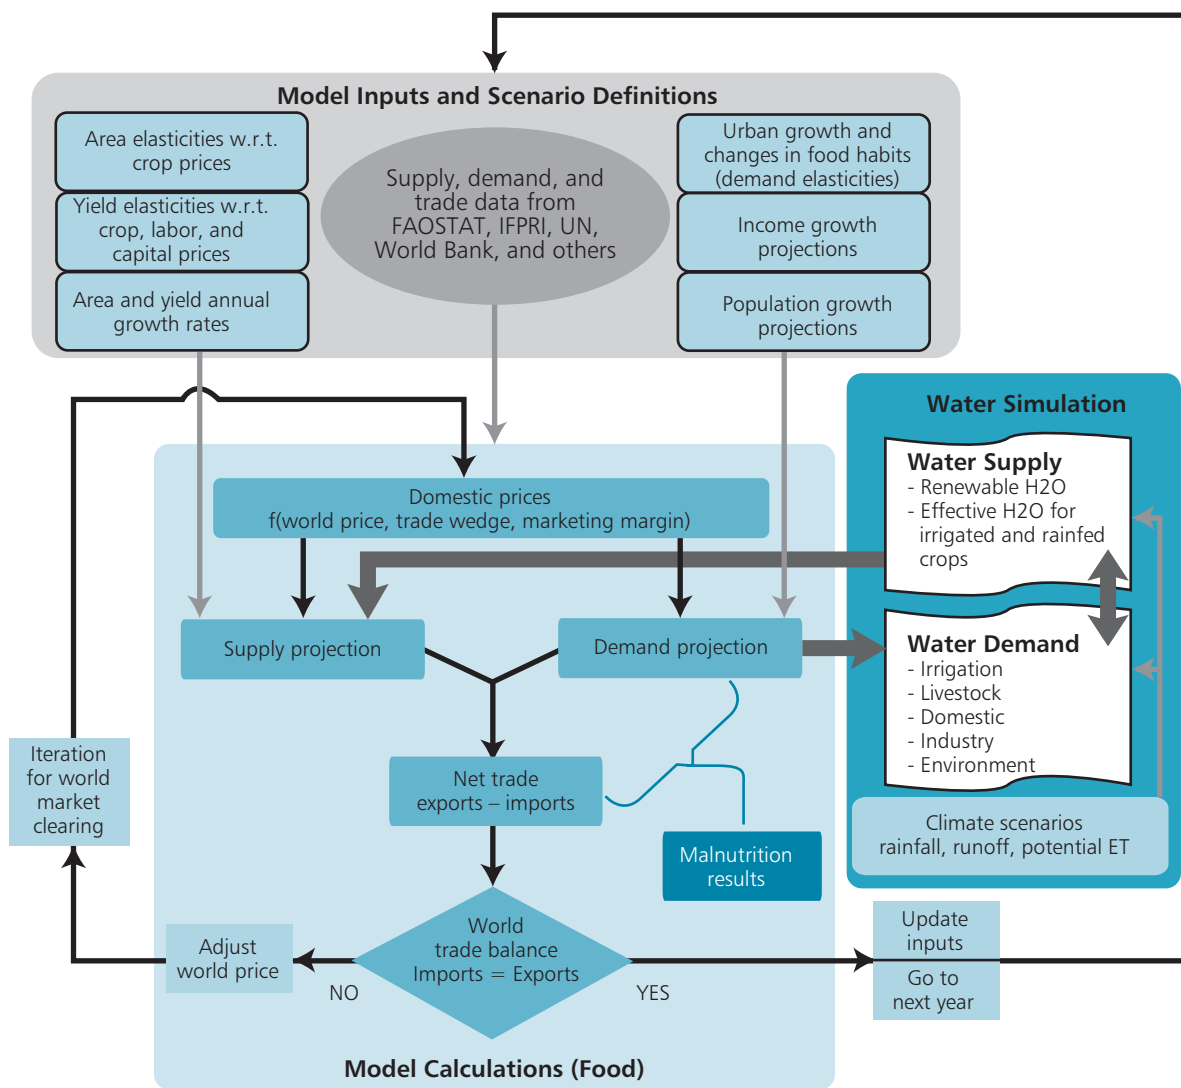 Model Inputs and Scenario Definitions
Area elasticities w.r.t.
crop prices
Yield elasticities w.r.t.
crop, labor, and
capital prices
Area and yield annual
growth rates
Supply, demand, and
trade data from
FAOSTAT, IFPRI, UN,
World Bank, and others
Urban growth and
changes in food habits
(demand elasticities)
Income growth
projections
Population growth
projections
Water Simulation
Water Supply
- Renewable H2O
- Effective H2O for
irrigated and rainfed
crops
Water Demand
- Irrigation
- Livestock
- Domestic
- Industry
- Environment
Climate scenarios
rainfall, runoff, potential ET
Domestic prices
f(world price, trade wedge, marketing margin)
Supply projection
Demand projection
Net trade
exports – imports
Malnutrition
results
World
trade balance
Imports = Exports
NO
YES
Adjust
world price
Iteration
for world
market
clearing
Update
inputs
Go to
next year
Model Calculations (Food)